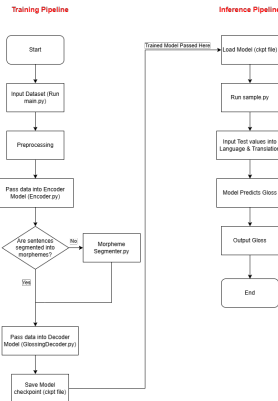 Training Pipeline
Start
Input Dataset (Run
main.py)
Preprocessing
Pass data into Encoder
Model (Encoder.py)
Are sentences
segmented into
morphemes?
No
Morpheme
Segmenter.py
Yes
Pass data into Decoder
Model (GlossingDecoder.py)
Save Model
checkpoint (ckpt file)
Trained Model Passed Here
Inference Pipeline
Load Model (ckpt file)
Run sample.py
Input Test values into
Language & Translation
Model Predicts Gloss
Output Gloss
End